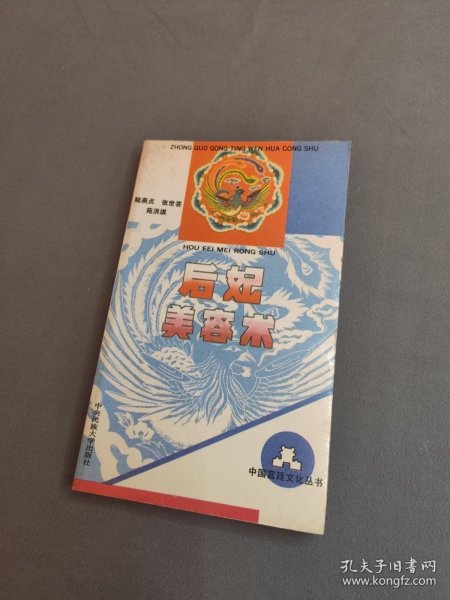 ZHONG GUO GONG TING WEN HUA CONG SHU
陆燕贞 张世芸
苑洪琪
HOU FEI MEI RONG SHU
后妃
美容术
中央民族大学出版社
中国宫廷文化丛书
孔夫子旧书网
www.kongfz.com